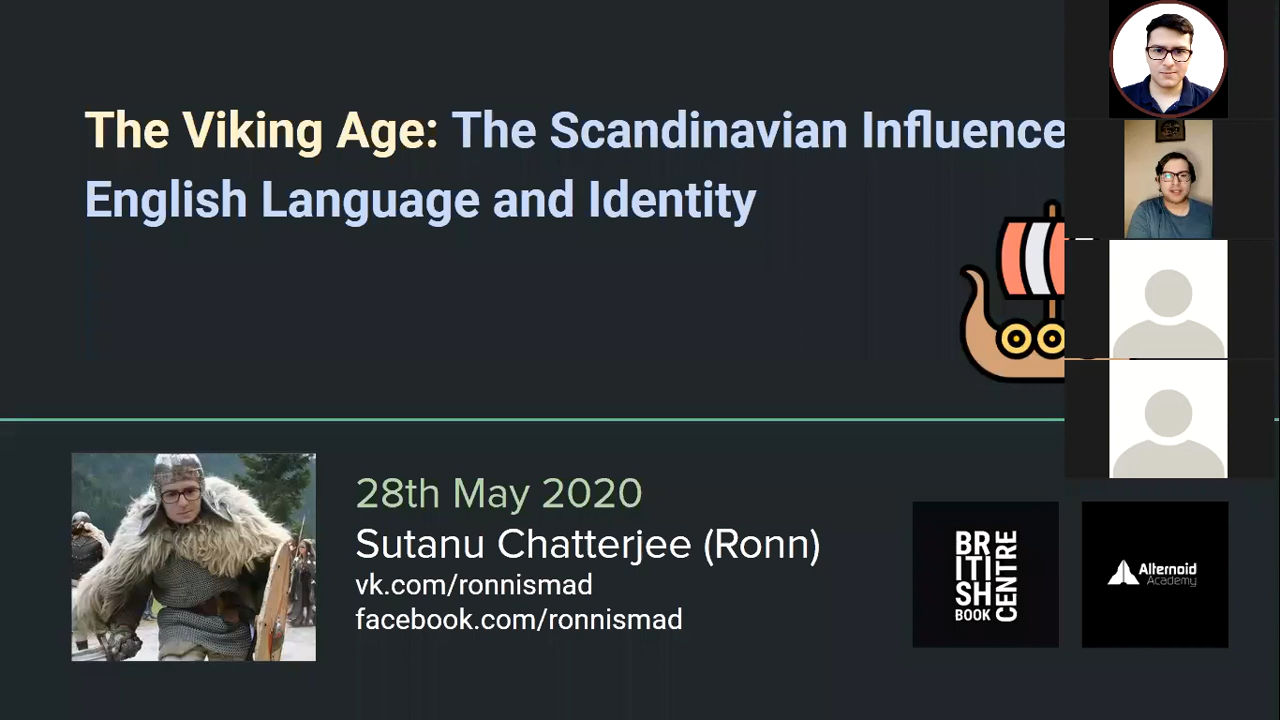 The Viking Age: The Scandinavian Influence
English Language and Identity
28th May 2020
Sutanu Chatterjee (Ronn)
vk.com/ronnismad
facebook.com/ronnismad
BR
ITI
SH
BOOK
CENTRE
Alternoid
Academy